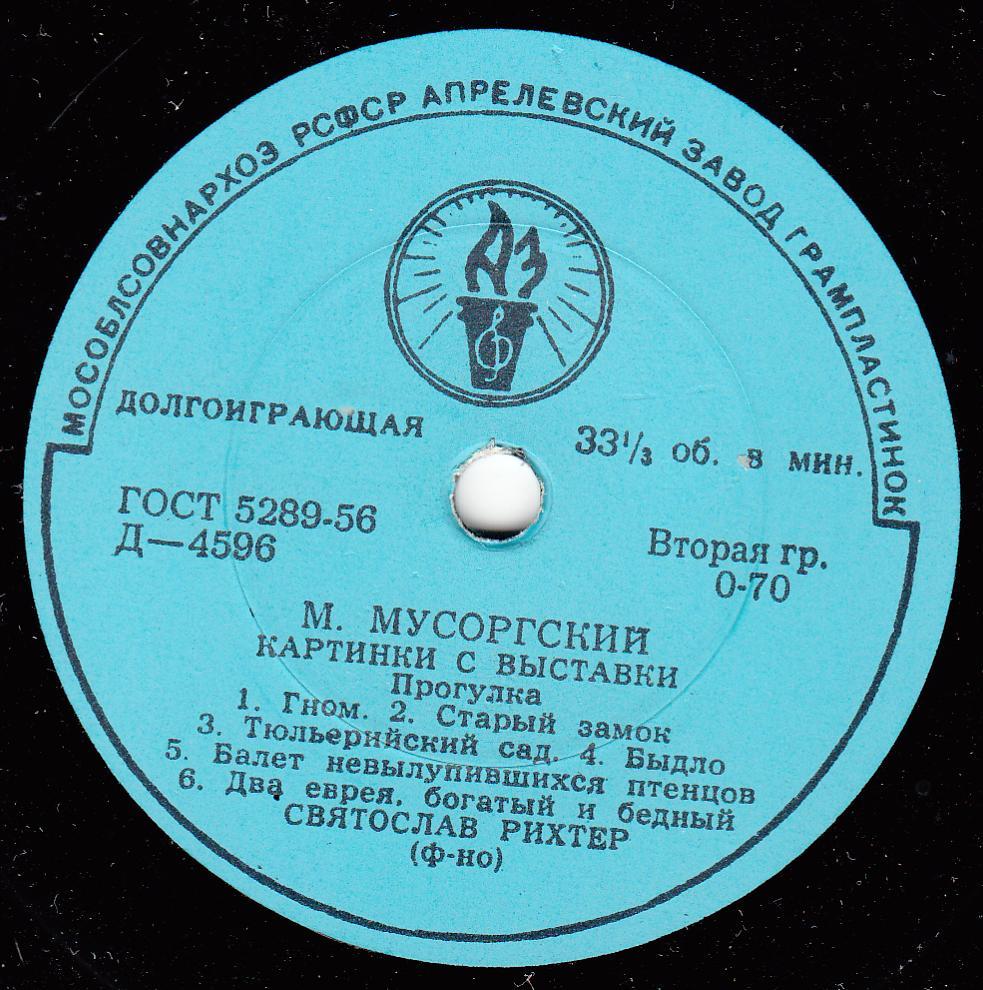 МОСОБЛСОВНАРХОЗ РСФСР АПРЕЛЕВСКИЙ ЗАВОД ГРАМПЛАСТИНОК
АЗ
ДОЛГОИГРАЮЩАЯ
33⅓ об. в мин.
ГОСТ 5289-56
Д—4596
Вторая гр.
0-70
М. МУСОРГСКИЙ
КАРТИНКИ С ВЫСТАВКИ
Прогулка
1. Гном. 2. Старый замок
3. Тюльерийский сад. 4. Быдло
5. Балет невылупившихся птенцов
6. Два еврея, богатый и бедный
СВЯТОСЛАВ РИХТЕР
(ф-но)